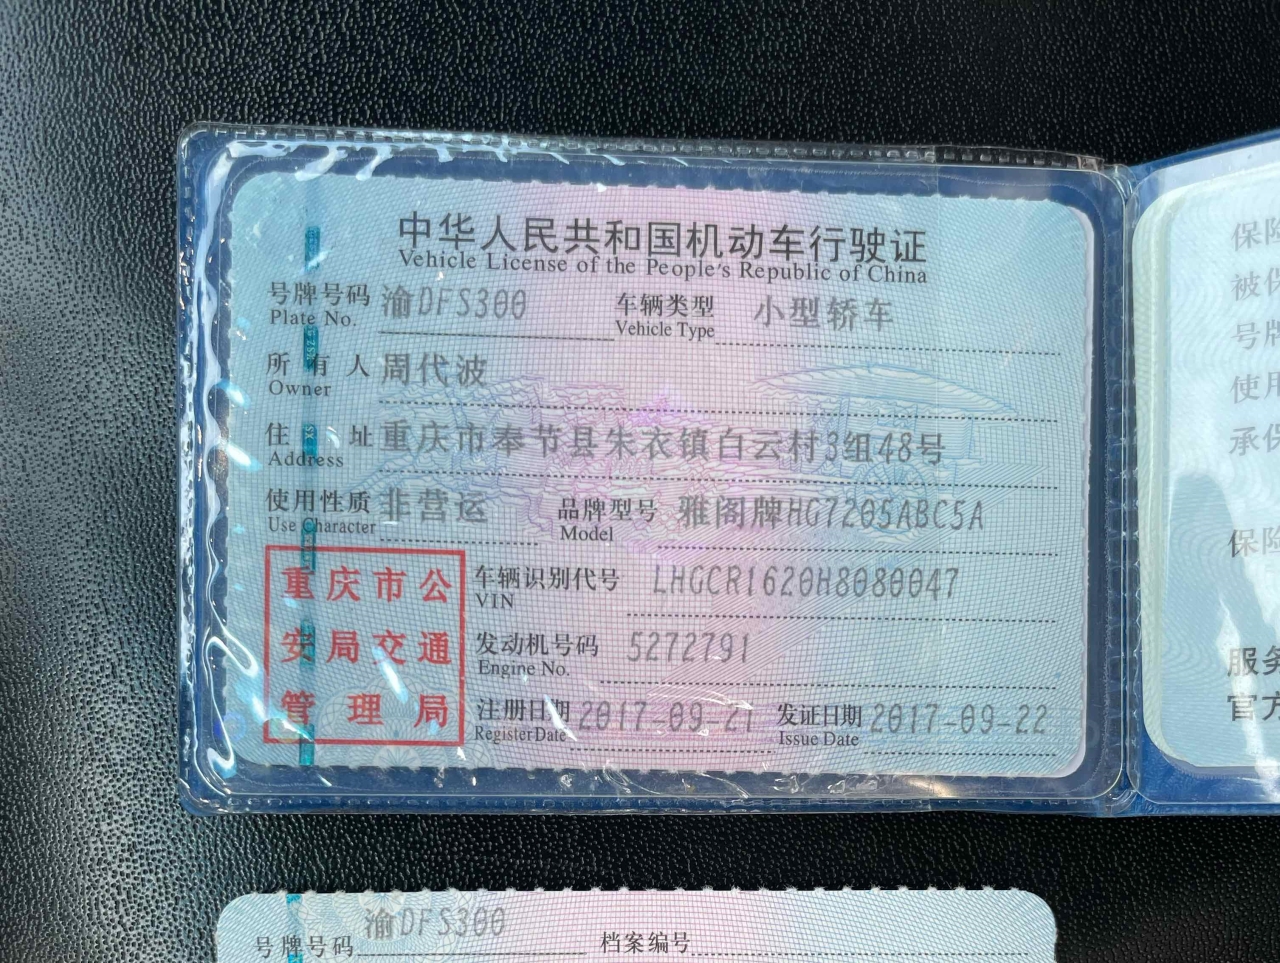 中华人民共和国机动车行驶证
Vehicle License of the People's Republic of China
号牌号码 渝DFS300 车辆类型 小型轿车
Plate No. Vehicle Type
所有人 周代波
Owner
住址 重庆市奉节县朱衣镇白云村3组48号
Address
使用性质 非营运 品牌型号 雅阁牌HG7205ABC5A
Use Character Model
重庆市公
安局交通
管理局
车辆识别代号 LHGCR1620H8080047
VIN
发动机号码 5272791
Engine No.
注册日期 2017-09-21 发证日期 2017-09-22
Register Date Issue Date
号牌号码 渝DFS300 档案编号
保
被
号牌
使用
承保
保险
服务
官方